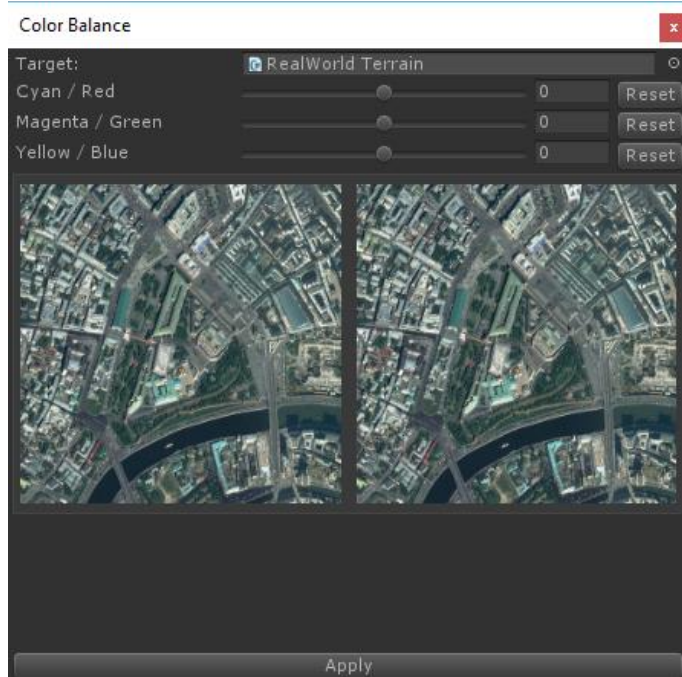 Color Balance x
Target: RealWorld Terrain
Cyan / Red 0 Reset
Magenta / Green 0 Reset
Yellow / Blue 0 Reset
Apply